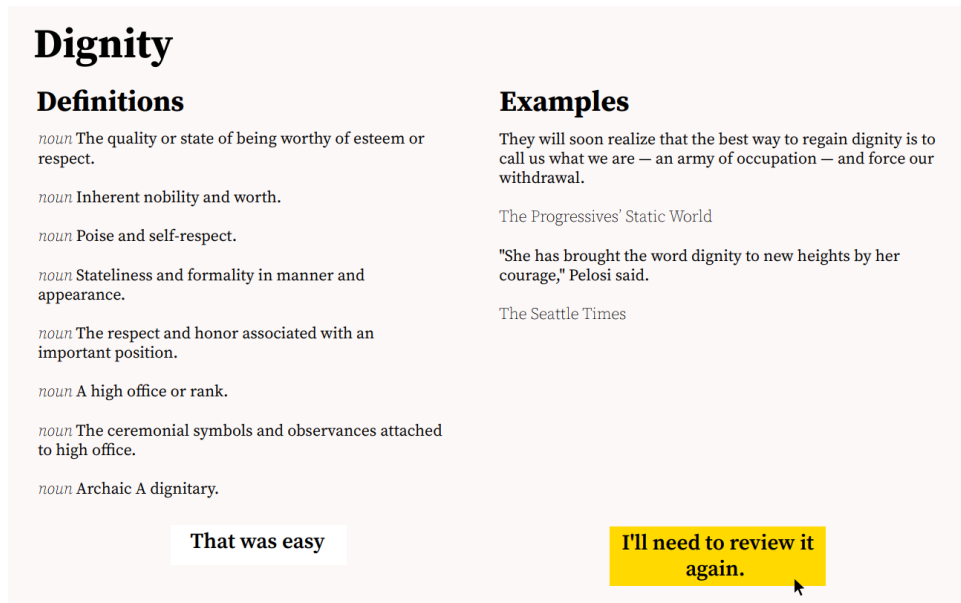 Dignity
Definitions
noun The quality or state of being worthy of esteem or
respect.
noun Inherent nobility and worth.
noun Poise and self-respect.
noun Stateliness and formality in manner and
appearance.
noun The respect and honor associated with an
important position.
noun A high office or rank.
noun The ceremonial symbols and observances attached
to high office.
noun Archaic A dignitary.
Examples
They will soon realize that the best way to regain dignity is to
call us what we are — an army of occupation — and force our
withdrawal.
The Progressives’ Static World
"She has brought the word dignity to new heights by her
courage," Pelosi said.
The Seattle Times
That was easy
I'll need to review it
again.